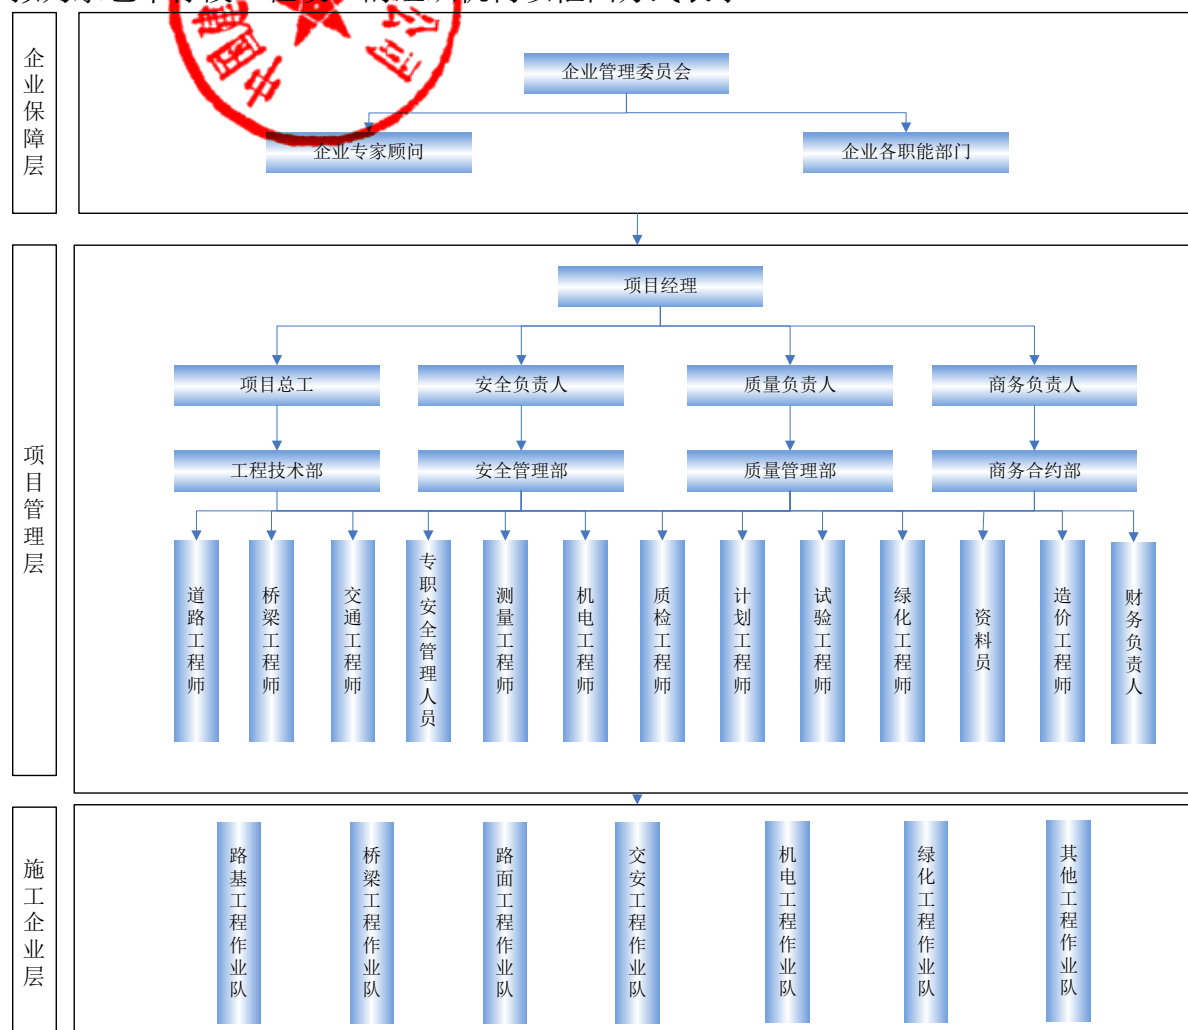 中国建
公司
企业保障层
企业管理委员会
企业专家顾问
企业各职能部门
项目管理层
项目经理
项目总工
安全负责人
质量负责人
商务负责人
工程技术部
安全管理部
质量管理部
商务合约部
道路工程师
桥梁工程师
交通工程师
专职安全管理人员
测量工程师
机电工程师
质检工程师
计划工程师
试验工程师
绿化工程师
资料员
造价工程师
财务负责人
施工企业层
路基工程作业队
桥梁工程作业队
路面工程作业队
交安工程作业队
机电工程作业队
绿化工程作业队
其他工程作业队